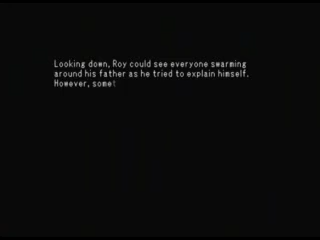 Looking down, Roy could see everyone swarming
around his father as he tried to explain himself.
However, somet